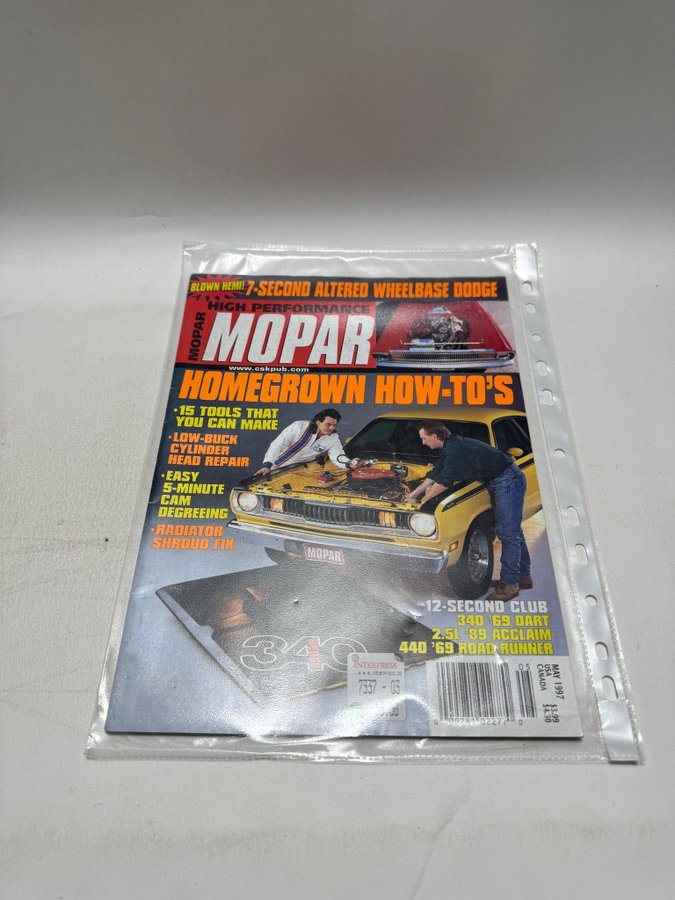 BLOWN HEMI! 7-SECOND ALTERED WHEELBASE DODGE
HIGH PERFORMANCE
MOPAR
MOPAR
www.cskpub.com
HOMEGROWN HOW-TO'S
·15 TOOLS THAT
YOU CAN MAKE
·LOW-BUCK
CYLINDER
HEAD REPAIR
·EASY
5-MINUTE
CAM
DEGREEING
·RADIATOR
SHROUD FIX
MOPAR
340
·12-SECOND CLUB
340 '69 DART
2.5L '89 ACCLAIM
440 '69 ROAD RUNNER
INTERPRESS
7337 - 03
05
MAY 1997
USA $3.99
CANADA $4.50